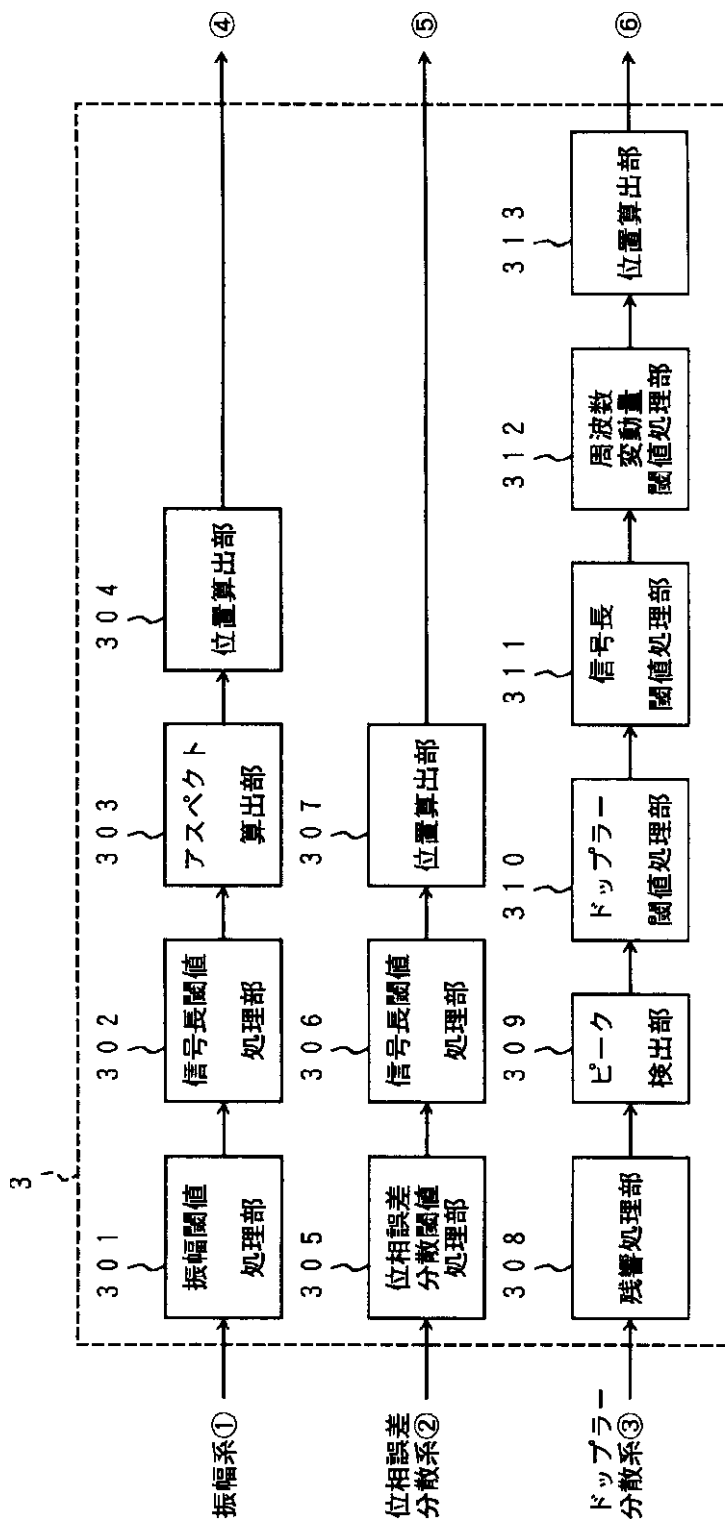 3
振幅系①
301
振幅閾値
処理部
302
信号長閾値
処理部
303
アスペクト
算出部
304
位置算出部
④
位相誤差
分散系②
305
位相誤差
分散閾値
処理部
306
信号長閾値
処理部
307
位置算出部
⑤
ドップラー
分散系③
308
残響処理部
309
ピーク
検出部
310
ドップラー
閾値処理部
311
信号長
閾値処理部
312
周波数
変動量
閾値処理部
313
位置算出部
⑥